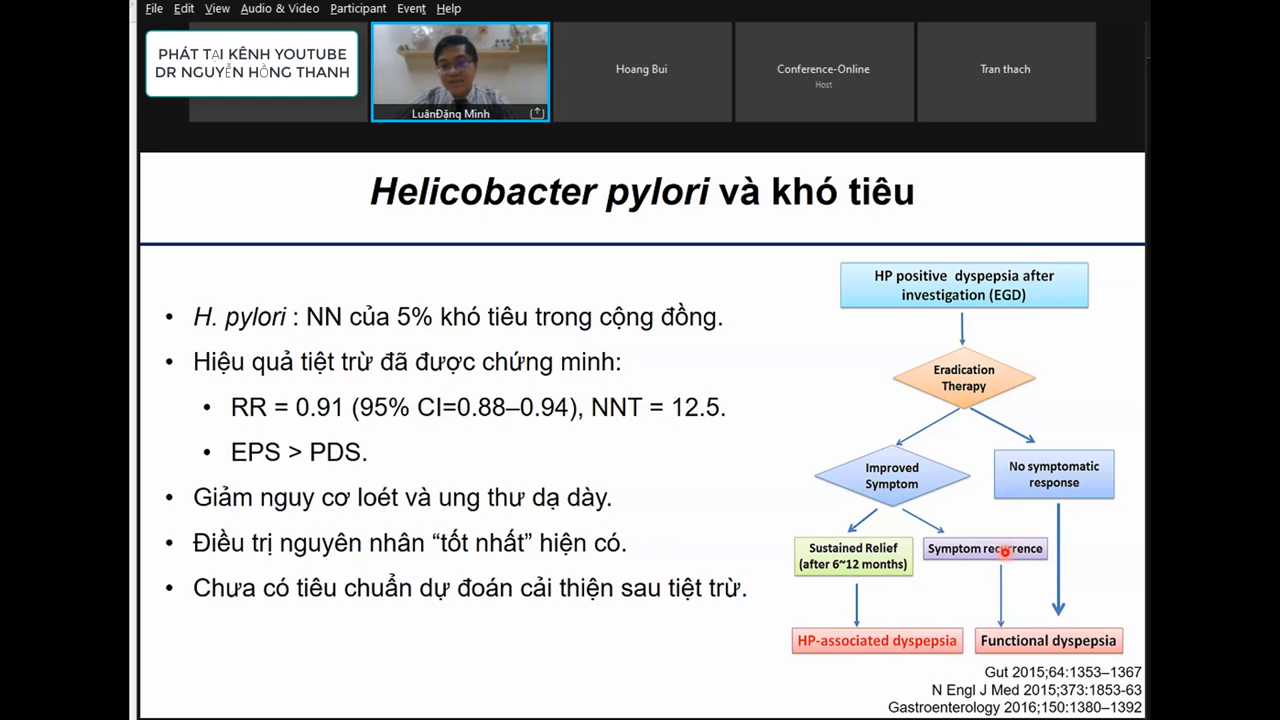 File Edit View Audio & Video Participant Event Help
PHÁT TẠI KÊNH YOUTUBE
DR NGUYỄN HỒNG THANH
LuânĐặng Minh
Hoang Bui
Conference-Online
Host
Tran thach
Helicobacter pylori và khó tiêu
• H. pylori : NN của 5% khó tiêu trong cộng đồng.
• Hiệu quả tiệt trừ đã được chứng minh:
• RR = 0.91 (95% CI=0.88–0.94), NNT = 12.5.
• EPS > PDS.
• Giảm nguy cơ loét và ung thư dạ dày.
• Điều trị nguyên nhân “tốt nhất” hiện có.
• Chưa có tiêu chuẩn dự đoán cải thiện sau tiệt trừ.
HP positive dyspepsia after
investigation (EGD)
Eradication
Therapy
Improved
Symptom
No symptomatic
response
Sustained Relief
(after 6~12 months)
Symptom recurrence
HP-associated dyspepsia
Functional dyspepsia
Gut 2015;64:1353–1367
N Engl J Med 2015;373:1853-63
Gastroenterology 2016;150:1380–1392